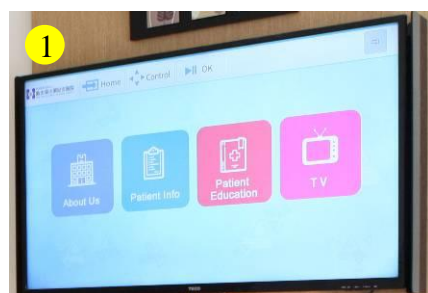 1
Home Control OK
About Us
Patient Info
Patient
Education
TV